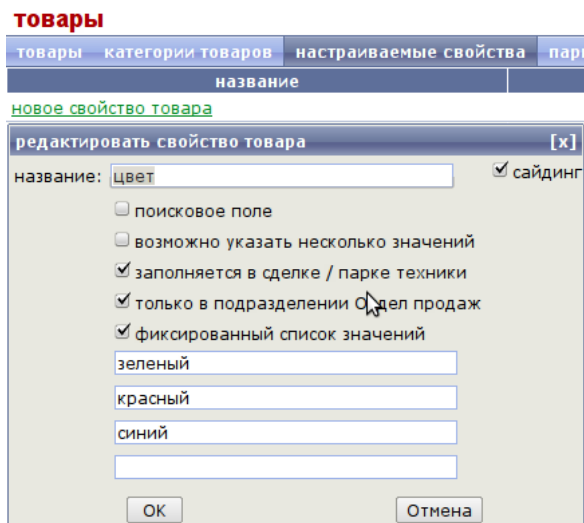 товары
товары категории товаров настраиваемые свойства
название
новое свойство товара
редактировать свойство товара [x]
название: цвет сайдинг
поисковое поле
возможно указать несколько значений
заполняется в сделке / парке техники
только в подразделении Отдел продаж
фиксированный список значений
зеленый
красный
синий
ОК Отмена